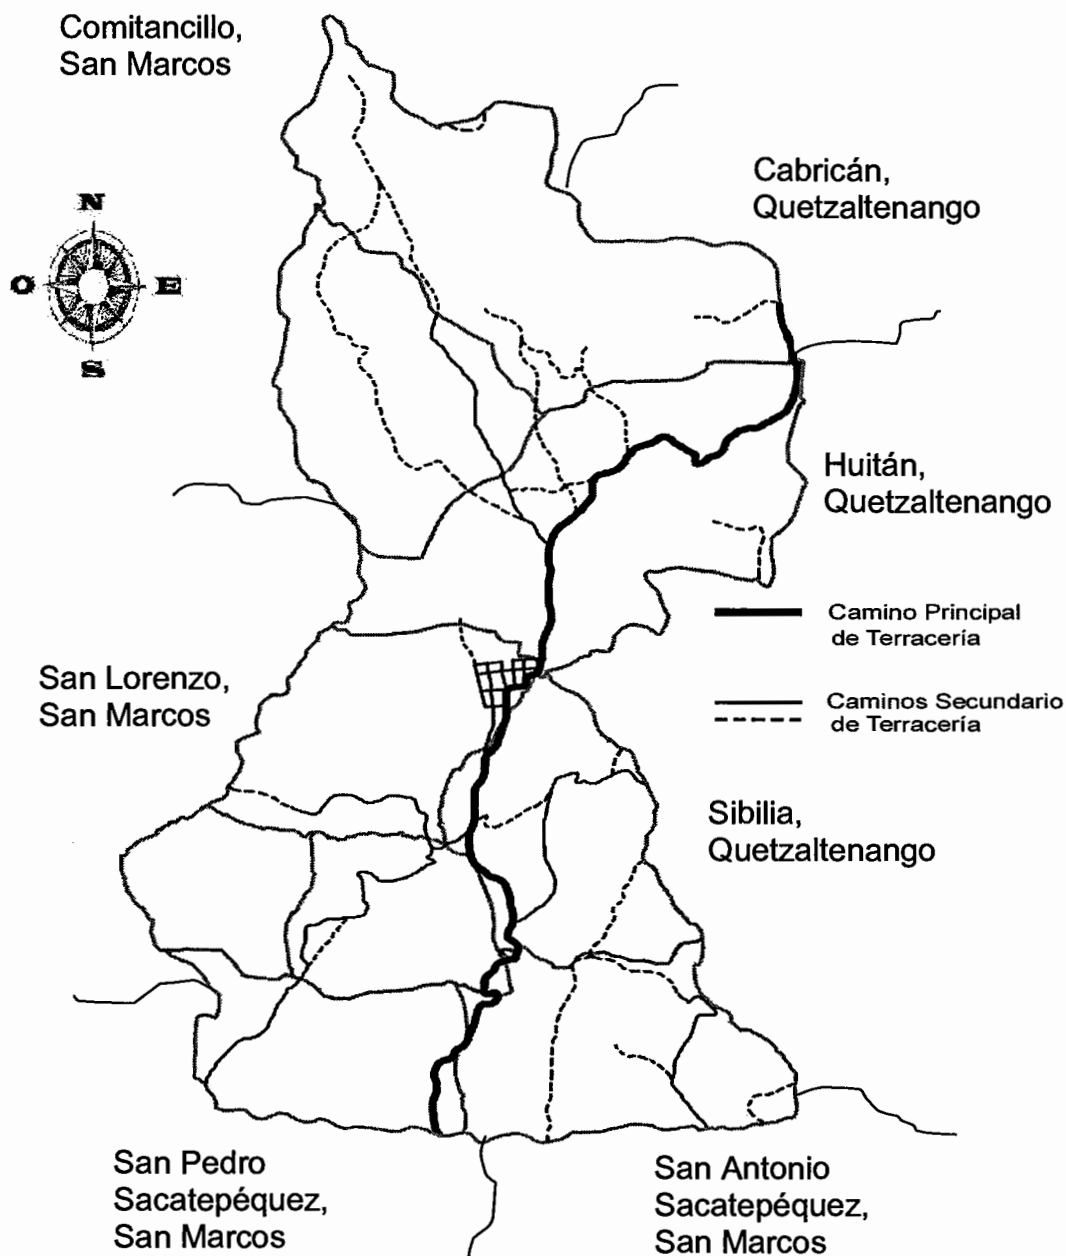 Comitancillo,
San Marcos
Cabricán,
Quetzaltenango
N
O
E
S
Huitán,
Quetzaltenango
Camino Principal
de Terracería
San Lorenzo,
San Marcos
Caminos Secundario
de Terracería
Sibilia,
Quetzaltenango
San Pedro
Sacatepéquez,
San Marcos
San Antonio
Sacatepéquez,
San Marcos